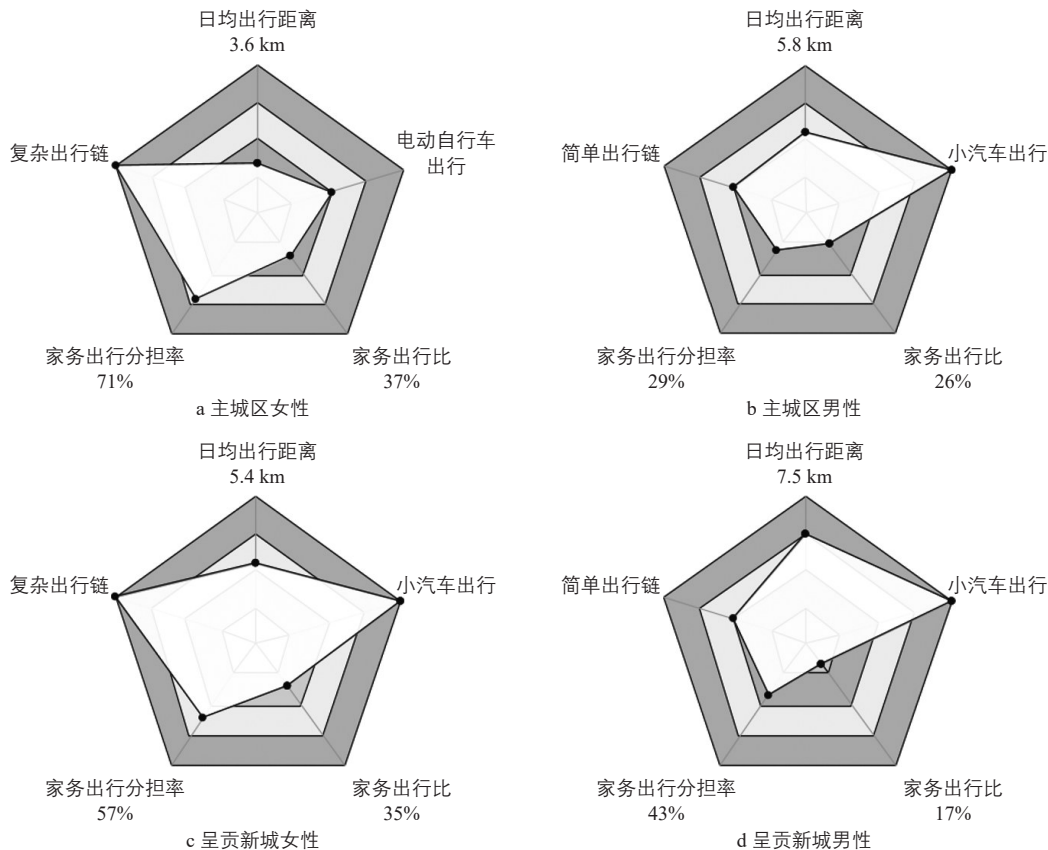 日均出行距离
3.6 km
复杂出行链
电动自行车
出行
家务出行分担率
71%
家务出行比
37%
a 主城区女性
日均出行距离
5.8 km
简单出行链
小汽车出行
家务出行分担率
29%
家务出行比
26%
b 主城区男性
日均出行距离
5.4 km
复杂出行链
小汽车出行
家务出行分担率
57%
家务出行比
35%
c 呈贡新城女性
日均出行距离
7.5 km
简单出行链
小汽车出行
家务出行分担率
43%
家务出行比
17%
d 呈贡新城男性